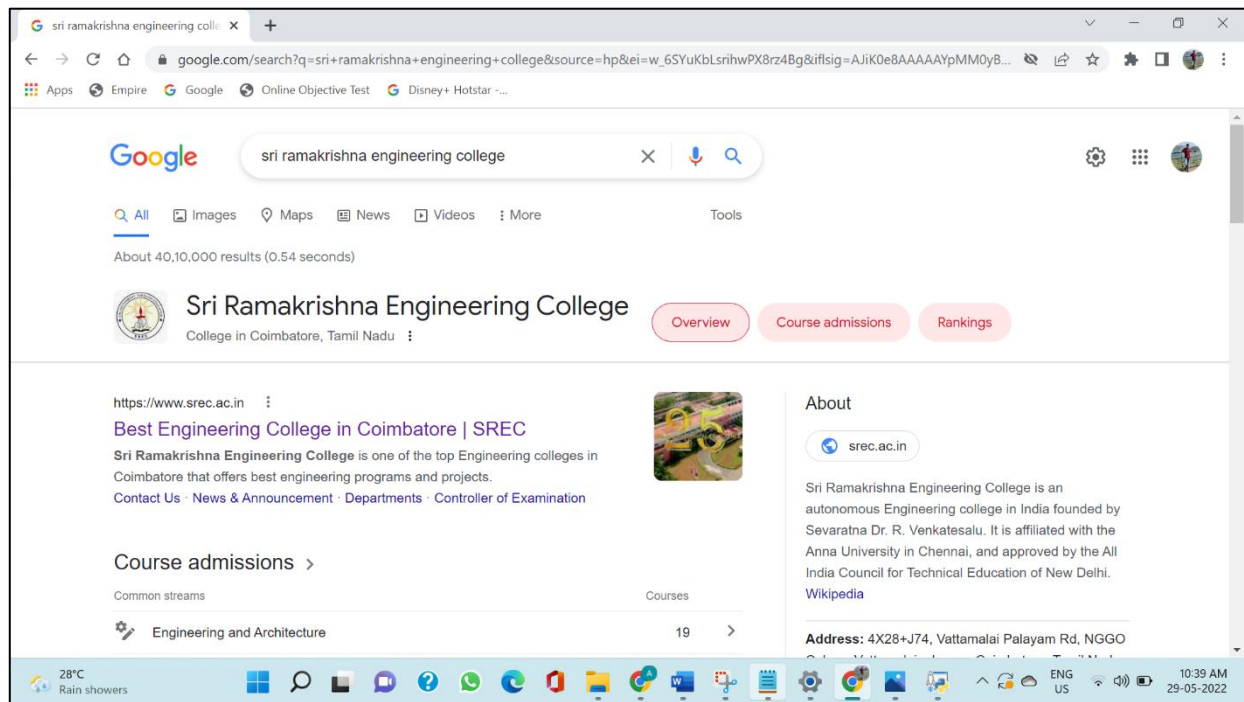 sri ramakrishna engineering colle
google.com/search?q=sri+ramakrishna+engineering+college&source=hp&ei=w_6SYuKbLsrihwPX8rz4Bg&iflsig=AJiK0e8AAAAAYpMM0yB...
Apps Empire Google Online Objective Test Disney+ Hotstar -...
Google sri ramakrishna engineering college
All Images Maps News Videos More Tools
About 40,10,000 results (0.54 seconds)
Sri Ramakrishna Engineering College
College in Coimbatore, Tamil Nadu
Overview Course admissions Rankings
https://www.srec.ac.in
Best Engineering College in Coimbatore | SREC
Sri Ramakrishna Engineering College is one of the top Engineering colleges in
Coimbatore that offers best engineering programs and projects.
Contact Us · News & Announcement · Departments · Controller of Examination
25
Course admissions >
Common streams Courses
Engineering and Architecture 19 >
About
srec.ac.in
Sri Ramakrishna Engineering College is an
autonomous Engineering college in India founded by
Sevaratna Dr. R. Venkatesalu. It is affiliated with the
Anna University in Chennai, and approved by the All
India Council for Technical Education of New Delhi.
Wikipedia
Address: 4X28+J74, Vattamalai Palayam Rd, NGGO
28°C
Rain showers
ENG
US
10:39 AM
29-05-2022